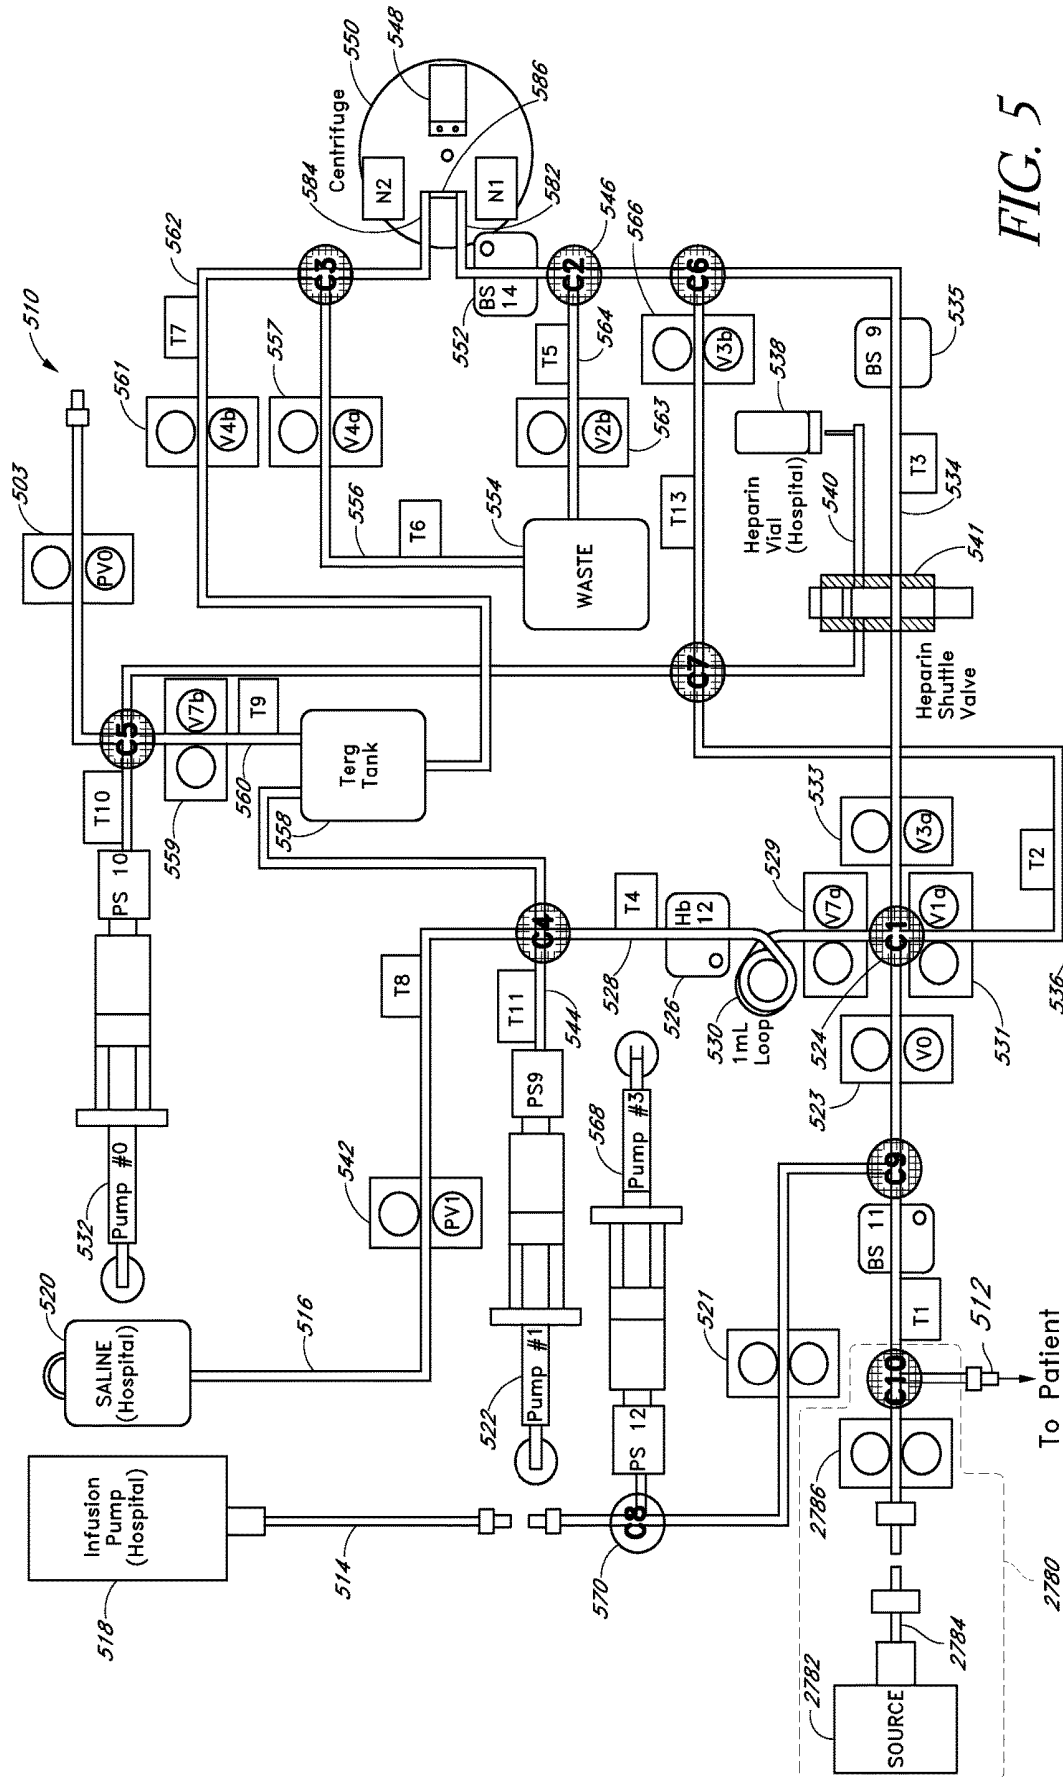 510
503
PV0
561
V4b
T7
562
584
Centrifuge
550
548
586
N2
N1
582
C3
557
V4a
556
T6
552
BS
14
C2
546
T5
564
V2b
563
554
WASTE
C6
566
V3b
T13
538
Heparin
Vial
(Hospital)
540
BS 9
535
T3
534
541
Heparin
Shuttle
Valve
C7
C5
V7b
T9
559
560
T10
PS 10
Pump #0
532
Terg
Tank
558
C4
T4
528
Hb
12
526
530
1mL
Loop
529
V7a
533
V3a
C1
524
V1a
531
T2
536
V0
523
C9
BS 11
T1
T8
T11
544
PS9
Pump #1
522
Pump #3
568
PS 12
542
PV1
516
520
SALINE
(Hospital)
Infusion
Pump
(Hospital)
518
514
C8
570
521
C10
512
To Patient
2786
2780
2782
2784
SOURCE
FIG. 5